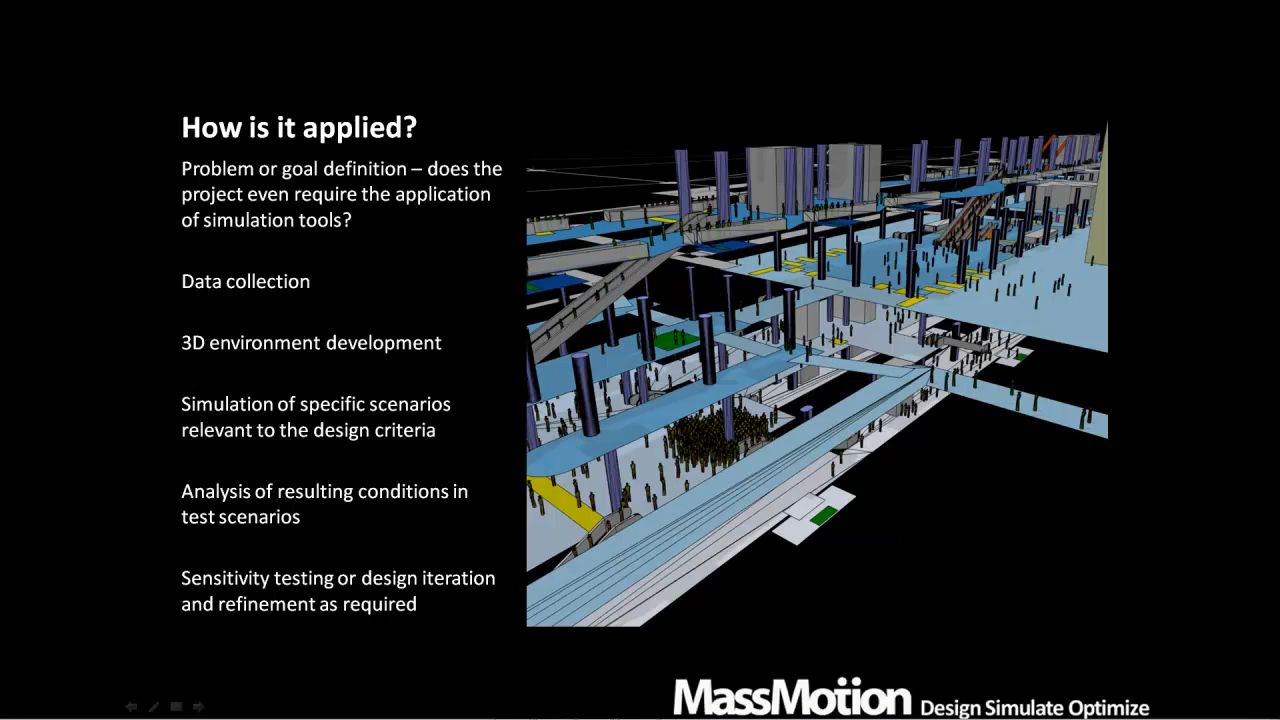 How is it applied?
Problem or goal definition – does the
project even require the application
of simulation tools?
Data collection
3D environment development
Simulation of specific scenarios
relevant to the design criteria
Analysis of resulting conditions in
test scenarios
Sensitivity testing or design iteration
and refinement as required
MassMotion Design Simulate Optimize